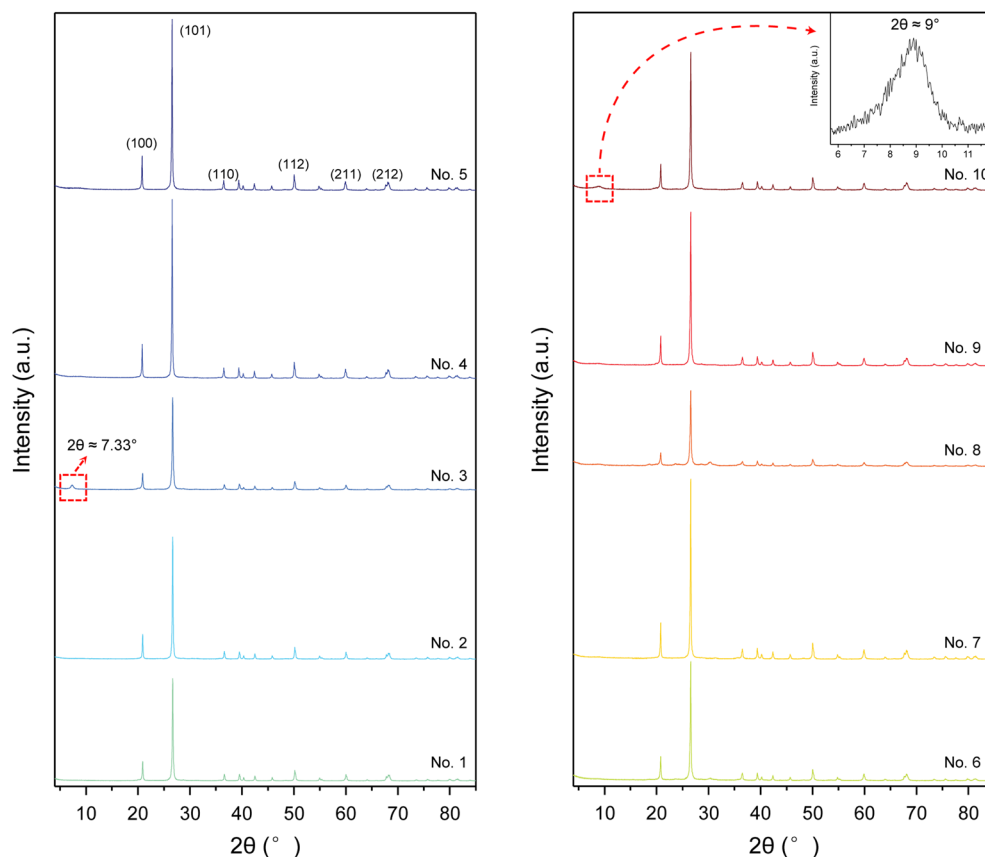 (101)
(100)
(110)
(112)
(211)
(212)
No. 5
No. 4
2θ ≈ 7.33°
No. 3
No. 2
No. 1
Intensity (a.u.)
10 20 30 40 50 60 70 80
2θ (°)
2θ ≈ 9°
Intensity (a.u.)
6 7 8 9 10 11
No. 10
No. 9
No. 8
No. 7
No. 6
Intensity (a.u.)
10 20 30 40 50 60 70 80
2θ (°)